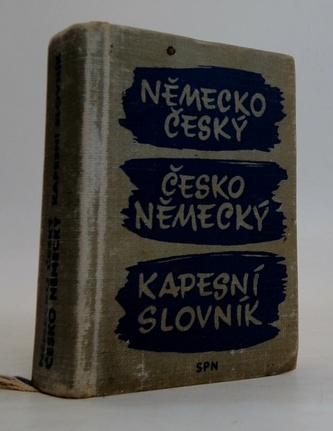 NĚMECKO
ČESKÝ
ČESKO
NĚMECKÝ
KAPESNÍ
SLOVNÍK
SPN
ČESKO NĚMECKÝ KAPESNÍ SLOVNÍK